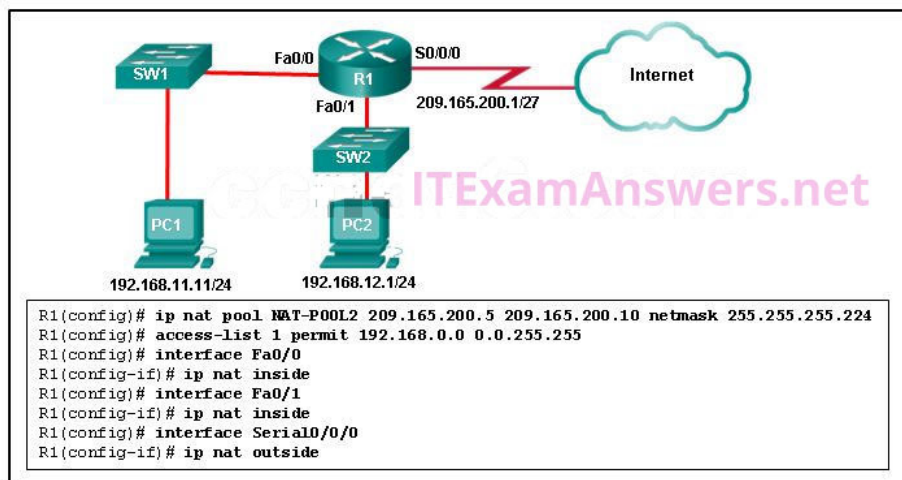 Fa0/0
S0/0/0
SW1
R1
Internet
Fa0/1
209.165.200.1/27
SW2
ITExamAnswers.net
PC1
PC2
192.168.11.11/24
192.168.12.1/24
R1(config)# ip nat pool NAT-POOL2 209.165.200.5 209.165.200.10 netmask 255.255.255.224
R1(config)# access-list 1 permit 192.168.0.0 0.0.255.255
R1(config)# interface Fa0/0
R1(config-if)# ip nat inside
R1(config)# interface Fa0/1
R1(config-if)# ip nat inside
R1(config)# interface Serial0/0/0
R1(config-if)# ip nat outside